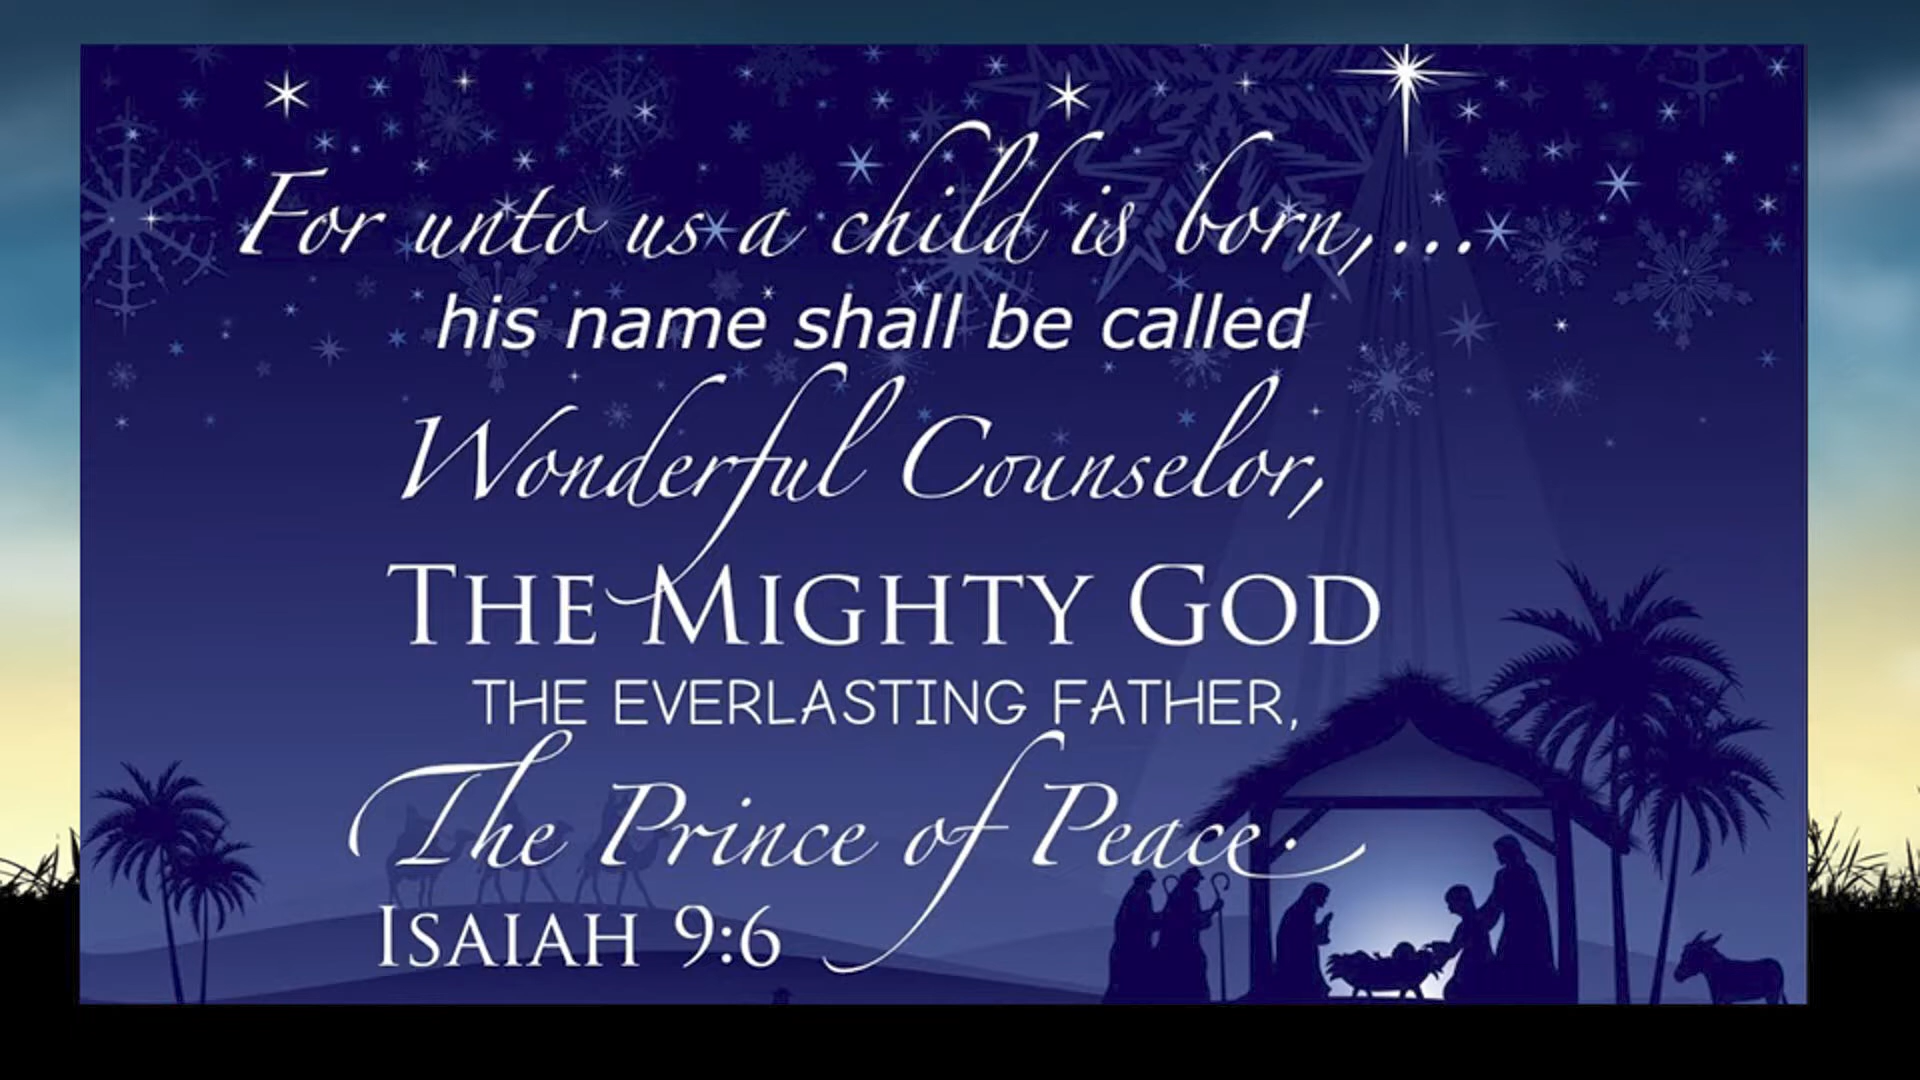 For unto us a child is born,...
his name shall be called
Wonderful Counselor,
THE MIGHTY GOD
THE EVERLASTING FATHER,
The Prince of Peace.
ISAIAH 9:6